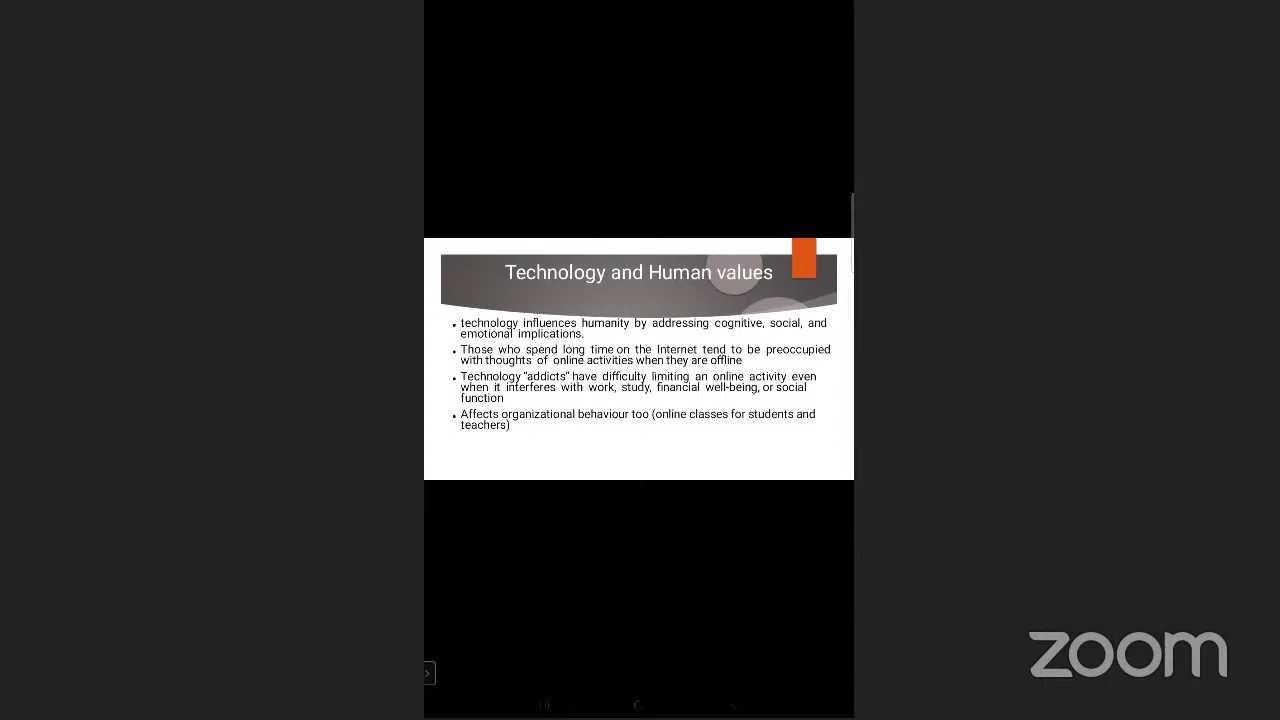 Technology and Human values
• technology influences humanity by addressing cognitive, social, and
emotional implications.
• Those who spend long time on the Internet tend to be preoccupied
with thoughts of online activities when they are offline
• Technology "addicts" have difficulty limiting an online activity even
when it interferes with work, study, financial well-being, or social
function
• Affects organizational behaviour too (online classes for students and
teachers)
zoom